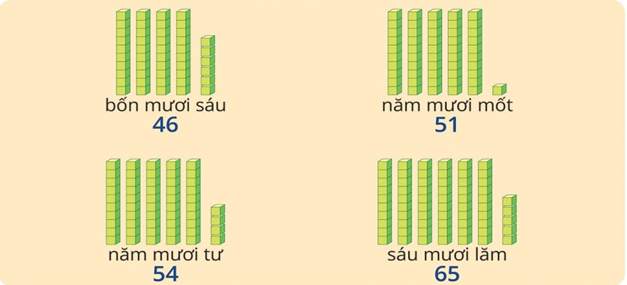 bốn mươi sáu
46
năm mươi mốt
51
năm mươi tư
54
sáu mươi lăm
65